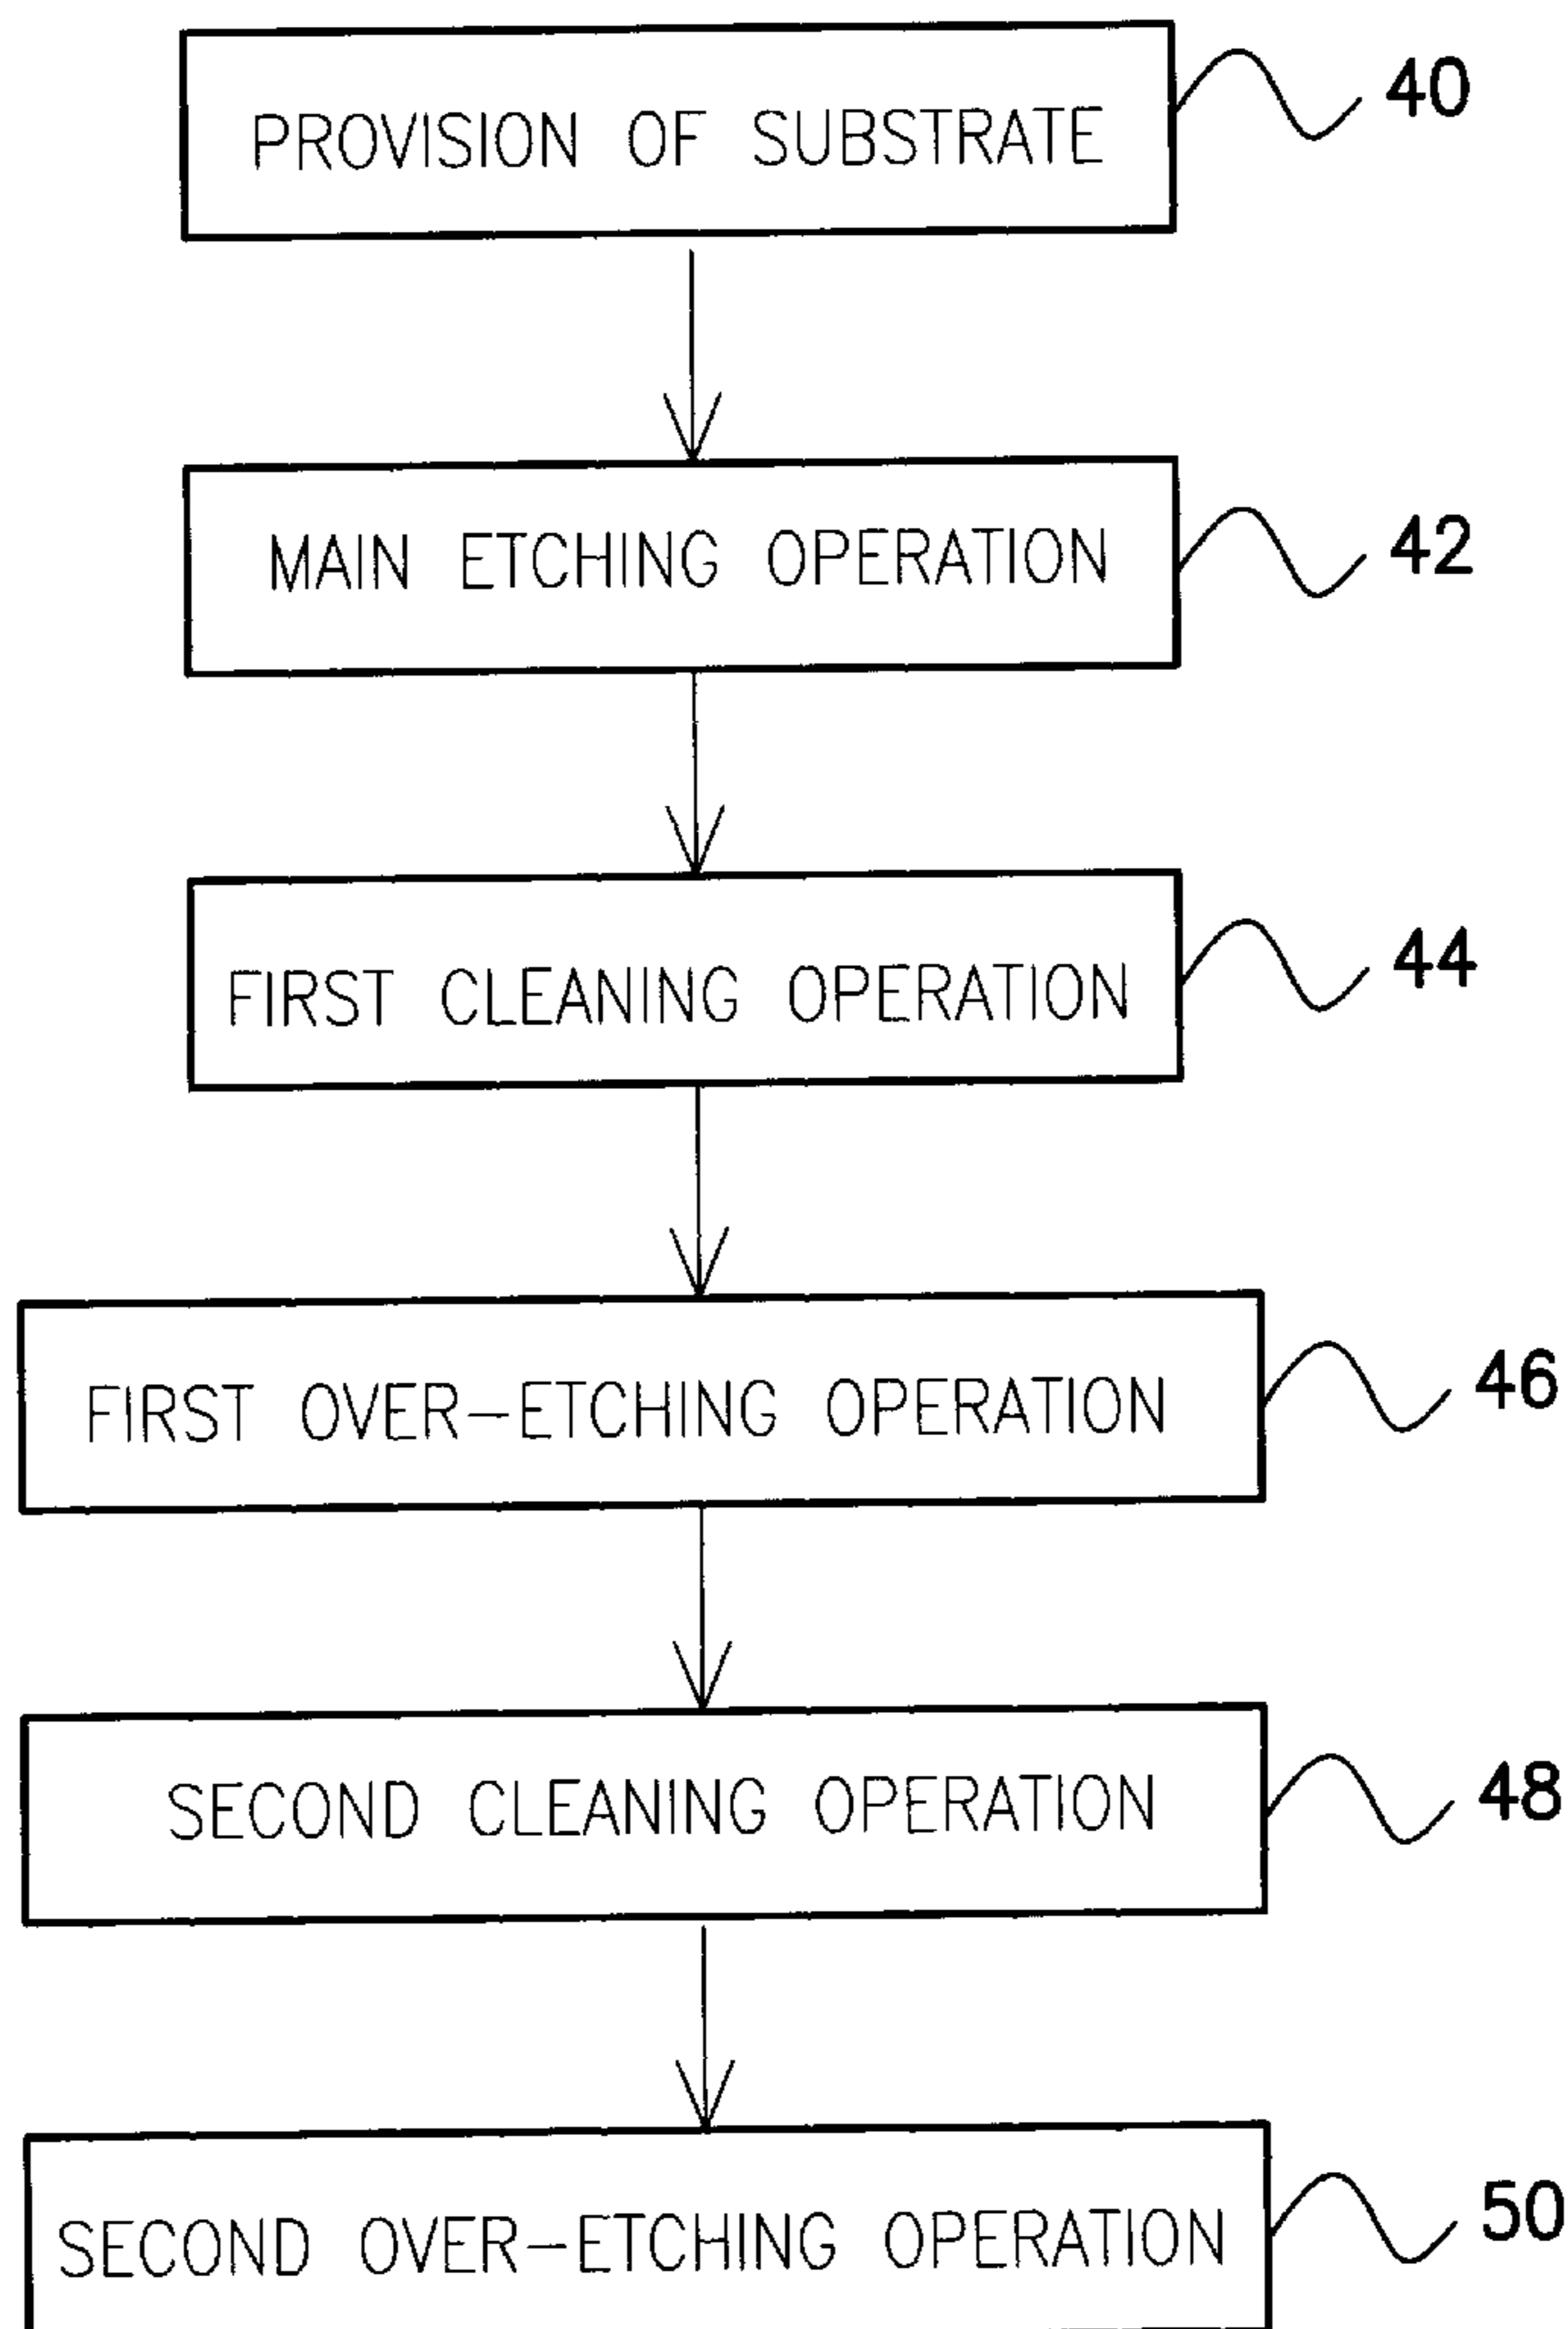 PROVISION OF SUBSTRATE 40
MAIN ETCHING OPERATION 42
FIRST CLEANING OPERATION 44
FIRST OVER-ETCHING OPERATION 46
SECOND CLEANING OPERATION 48
SECOND OVER-ETCHING OPERATION 50